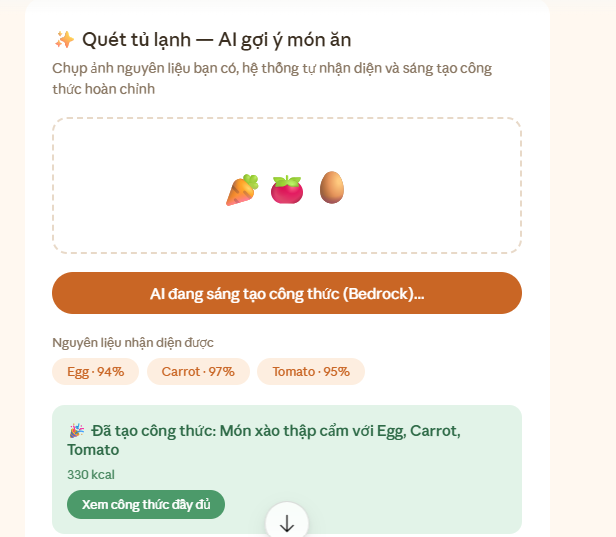 Quét tủ lạnh — AI gợi ý món ăn
Chụp ảnh nguyên liệu bạn có, hệ thống tự nhận diện và sáng tạo công
thức hoàn chỉnh
AI đang sáng tạo công thức (Bedrock)...
Nguyên liệu nhận diện được
Egg · 94%
Carrot · 97%
Tomato · 95%
Đã tạo công thức: Món xào thập cẩm với Egg, Carrot,
Tomato
330 kcal
Xem công thức đầy đủ